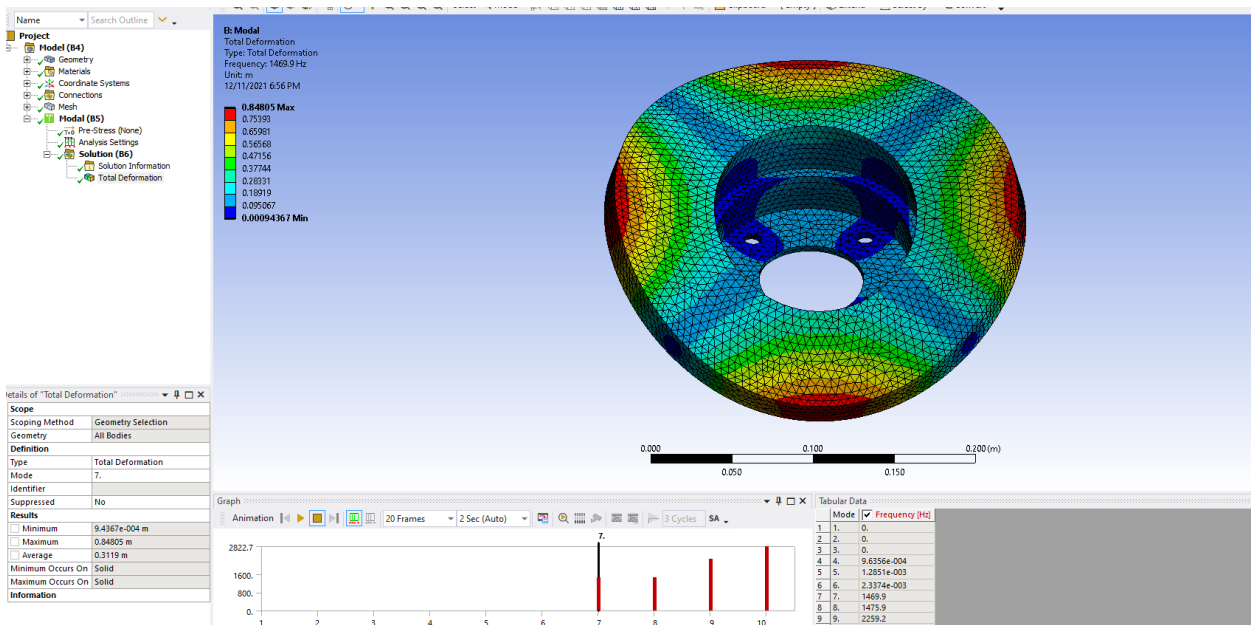 Name Search Outline
Project
Model (B4)
Geometry
Materials
Coordinate Systems
Connections
Mesh
Modal (B5)
Pre-Stress (None)
Analysis Settings
Solution (B6)
Solution Information
Total Deformation
B: Modal
Total Deformation
Type: Total Deformation
Frequency: 1469.9 Hz
Unit: m
12/11/2021 6:56 PM
0.84805 Max
0.75393
0.65981
0.56568
0.47156
0.37744
0.28331
0.18919
0.095067
0.00094367 Min
0.000 0.100 0.200 (m)
0.050 0.150
Details of "Total Deformation"
Scope
Scoping Method Geometry Selection
Geometry All Bodies
Definition
Type Total Deformation
Mode 7.
Identifier
Suppressed No
Results
Minimum 9.4367e-004 m
Maximum 0.84805 m
Average 0.3119 m
Minimum Occurs On Solid
Maximum Occurs On Solid
Information
Graph
Animation 20 Frames 2 Sec (Auto) 3 Cycles SA
7.
2822.7
1600.
800.
0.
1 2 3 4 5 6 7 8 9 10
Tabular Data
Mode Frequency [Hz]
1 1. 0.
2 2. 0.
3 3. 0.
4 4. 9.6356e-004
5 5. 1.2851e-003
6 6. 2.3374e-003
7 7. 1469.9
8 8. 1475.9
9 9. 2259.2